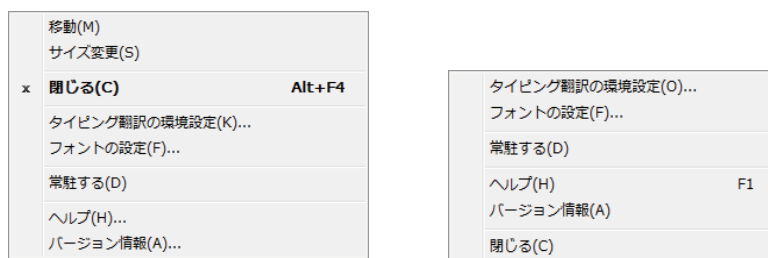 移動(M)
サイズ変更(S)
x 閉じる(C) Alt+F4
タイピング翻訳の環境設定(K)...
フォントの設定(F)...
常駐する(D)
ヘルプ(H)...
バージョン情報(A)...
タイピング翻訳の環境設定(O)...
フォントの設定(F)...
常駐する(D)
ヘルプ(H) F1
バージョン情報(A)
閉じる(C)